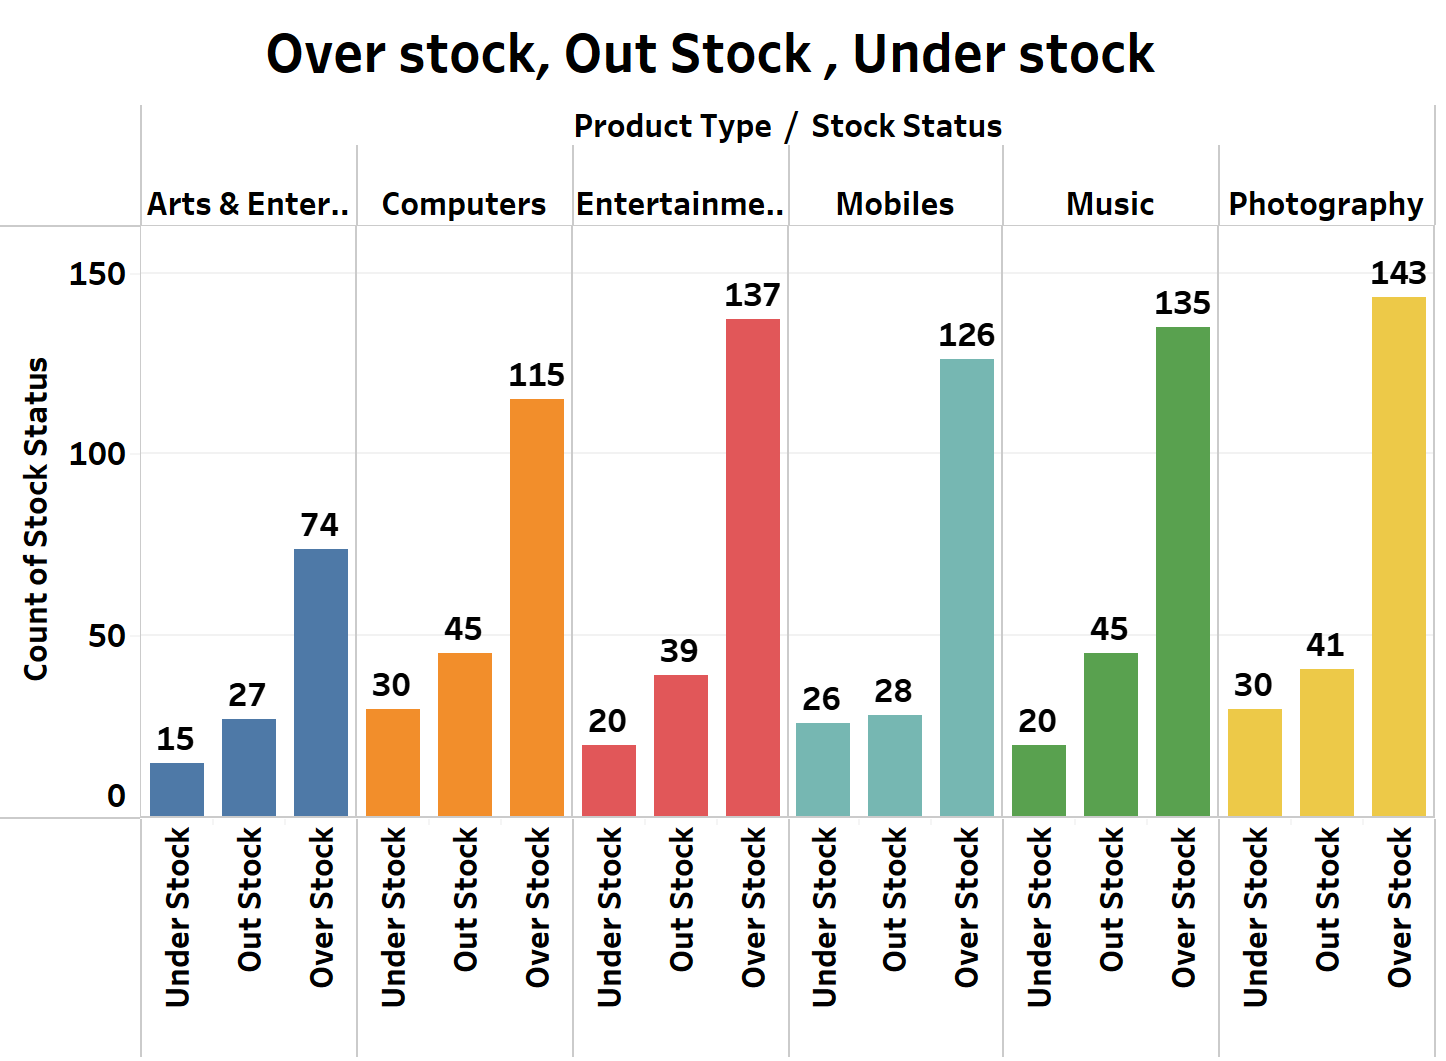 Over stock, Out Stock , Under stock
Product Type / Stock Status
Arts & Enter.. Computers Entertainme.. Mobiles Music Photography
Count of Stock Status
150
100
50
0
15 27 74 30 45 115 20 39 137 26 28 126 20 45 135 30 41 143
Under Stock
Out Stock
Over Stock
Under Stock
Out Stock
Over Stock
Under Stock
Out Stock
Over Stock
Under Stock
Out Stock
Over Stock
Under Stock
Out Stock
Over Stock
Under Stock
Out Stock
Over Stock